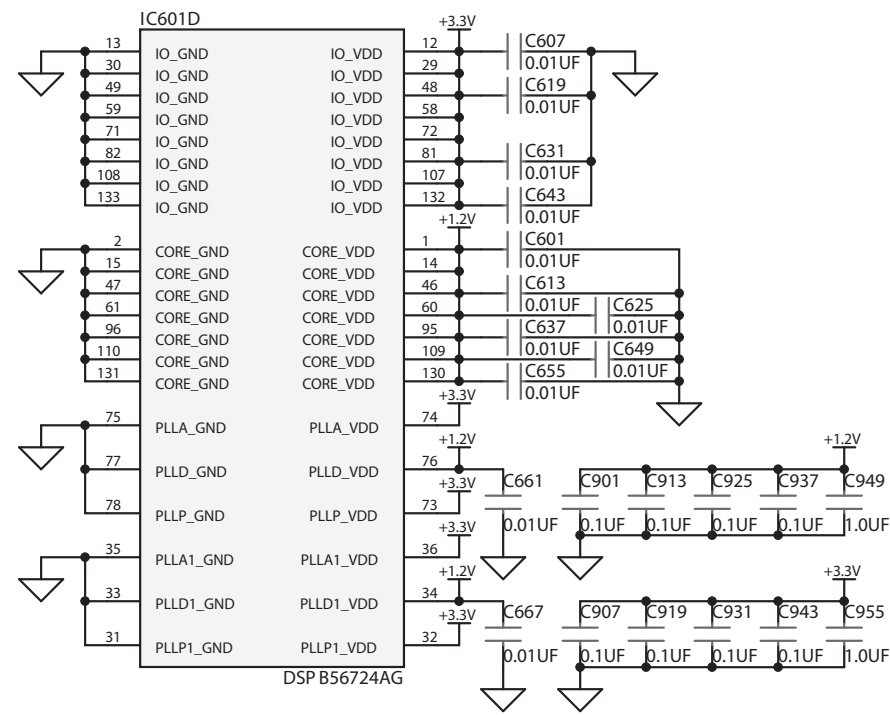 IC601D +3.3V
13 IO_GND IO_VDD 12 C607
30 IO_GND IO_VDD 29 0.01UF
49 IO_GND IO_VDD 48 C619
59 IO_GND IO_VDD 58 0.01UF
71 IO_GND IO_VDD 72
82 IO_GND IO_VDD 81 C631
108 IO_GND IO_VDD 107 0.01UF
133 IO_GND IO_VDD 132 C643
+1.2V 0.01UF
2 CORE_GND CORE_VDD 1 C601
15 CORE_GND CORE_VDD 14 0.01UF
47 CORE_GND CORE_VDD 46 C613
61 CORE_GND CORE_VDD 60 0.01UF C625
96 CORE_GND CORE_VDD 95 C637 0.01UF
110 CORE_GND CORE_VDD 109 0.01UF C649
131 CORE_GND CORE_VDD 130 C655 0.01UF
+3.3V 0.01UF
75 PLLA_GND PLLA_VDD 74
+1.2V +1.2V
77 PLLD_GND PLLD_VDD 76 C661 C901 C913 C925 C937 C949
+3.3V
78 PLLP_GND PLLP_VDD 73 0.01UF 0.1UF 0.1UF 0.1UF 0.1UF 1.0UF
+3.3V
35 PLLA1_GND PLLA1_VDD 36
+1.2V +3.3V
33 PLLD1_GND PLLD1_VDD 34 C667 C907 C919 C931 C943 C955
+3.3V
31 PLLP1_GND PLLP1_VDD 32 0.01UF 0.1UF 0.1UF 0.1UF 0.1UF 1.0UF
DSP B56724AG